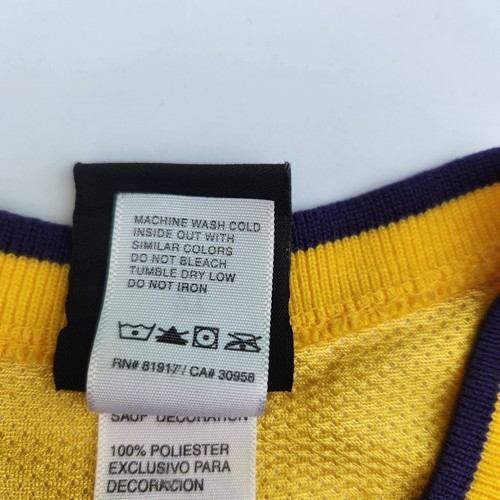 MACHINE WASH COLD
INSIDE OUT WITH
SIMILAR COLORS
DO NOT BLEACH
TUMBLE DRY LOW
DO NOT IRON
RN# 81917 / CA# 30958
SAUF DECORATION
100% POLIESTER
EXCLUSIVO PARA
DECORACION